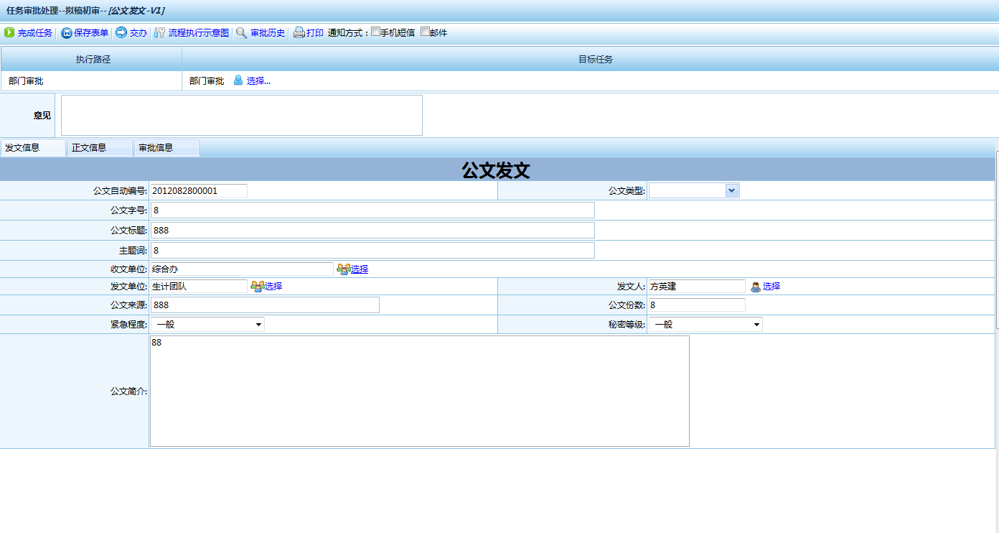 任务审批处理--拟稿初审--[公文发文-V1]
完成任务 保存表单 交办 流程执行示意图 审批历史 打印 通知方式： 手机短信 邮件
执行路径 目标任务
部门审批 部门审批 选择...
意见
发文信息 正文信息 审批信息
公文发文
公文自动编号: 2012082800001 公文类型:
公文字号: 8
公文标题: 888
主题词: 8
收文单位: 综合办 选择
发文单位: 生计团队 选择 发文人: 方英建 选择
公文来源: 888 公文份数: 8
紧急程度: 一般 秘密等级: 一般
公文简介: 88